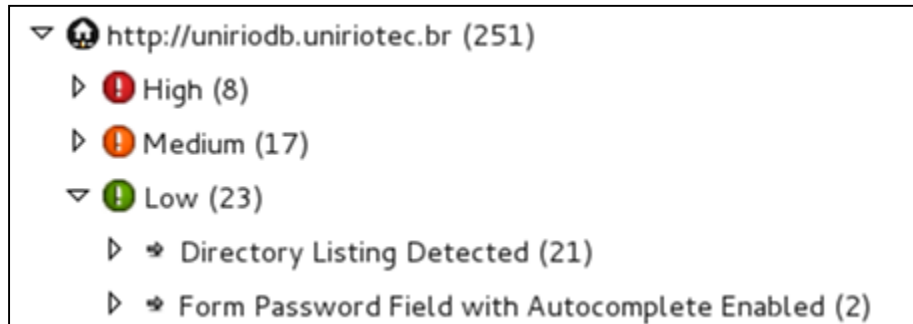 http://uniriodb.uniriotec.br (251)
High (8)
Medium (17)
Low (23)
Directory Listing Detected (21)
Form Password Field with Autocomplete Enabled (2)